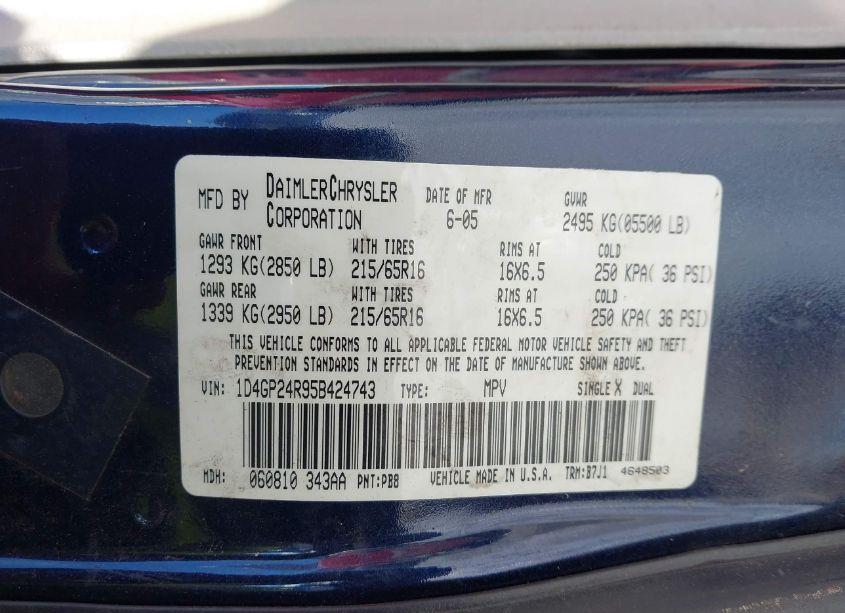 MFD BY DAIMLERCHRYSLER CORPORATION DATE OF MFR 6-05 GVWR 2495 KG(05500 LB)
GAWR FRONT WITH TIRES RIMS AT COLD
1293 KG(2850 LB) 215/65R16 16X6.5 250 KPA( 36 PSI)
GAWR REAR WITH TIRES RIMS AT COLD
1339 KG(2950 LB) 215/65R16 16X6.5 250 KPA( 36 PSI)
THIS VEHICLE CONFORMS TO ALL APPLICABLE FEDERAL MOTOR VEHICLE SAFETY AND THEFT
PREVENTION STANDARDS IN EFFECT ON THE DATE OF MANUFACTURE SHOWN ABOVE.
VIN: 1D4GP24R95B424743 TYPE: MPV SINGLE X DUAL
MDH: 060810 343AA PNT:PB8 VEHICLE MADE IN U.S.A. TRM:B7J1 4648503